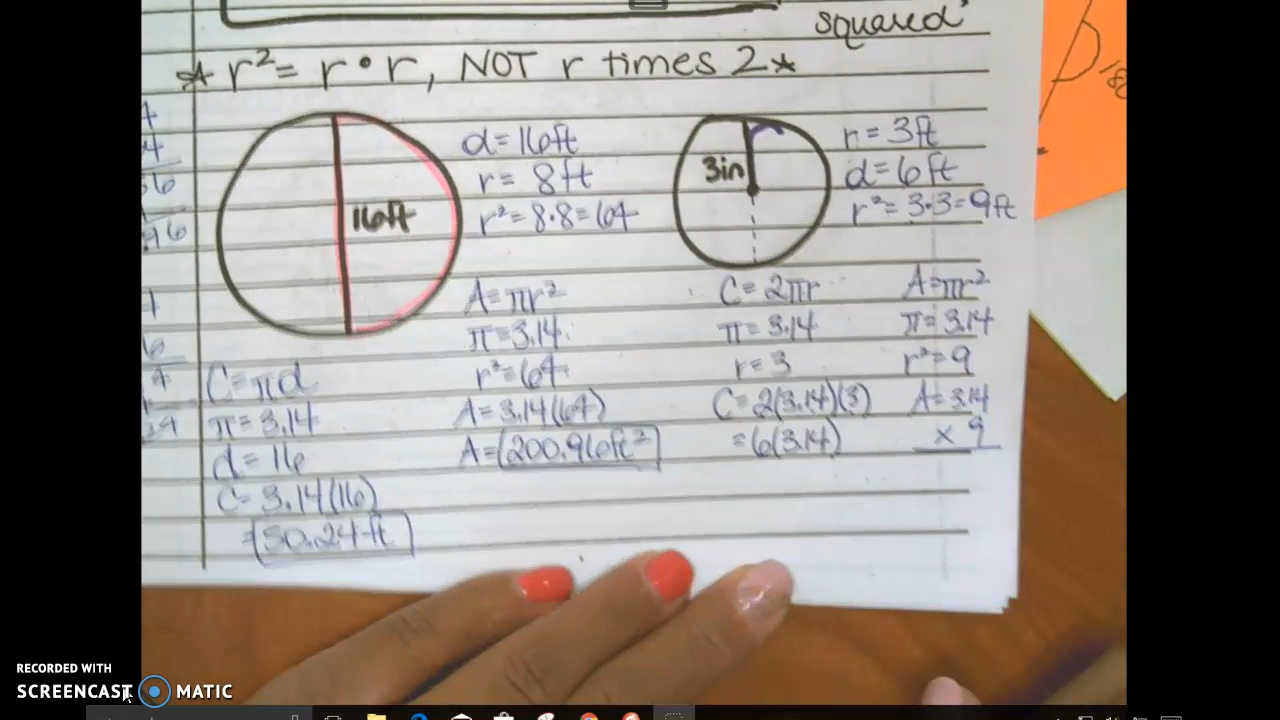 squared
* r² = r • r, NOT r times 2 *
16ft
d = 16ft
r = 8ft
r² = 8•8 = 64
A = πr²
π = 3.14
r² = 64
A = 3.14(64)
A = 200.96ft²
C = πd
π = 3.14
d = 16
C = 3.14(16)
= 50.24ft
3in
r = 3ft
d = 6ft
r² = 3•3 = 9ft
C = 2πr
π = 3.14
r = 3
C = 2(3.14)(3)
= 6(3.14)
A = πr²
π = 3.14
r² = 9
A = 3.14
x 9
RECORDED WITH
SCREENCAST MATIC